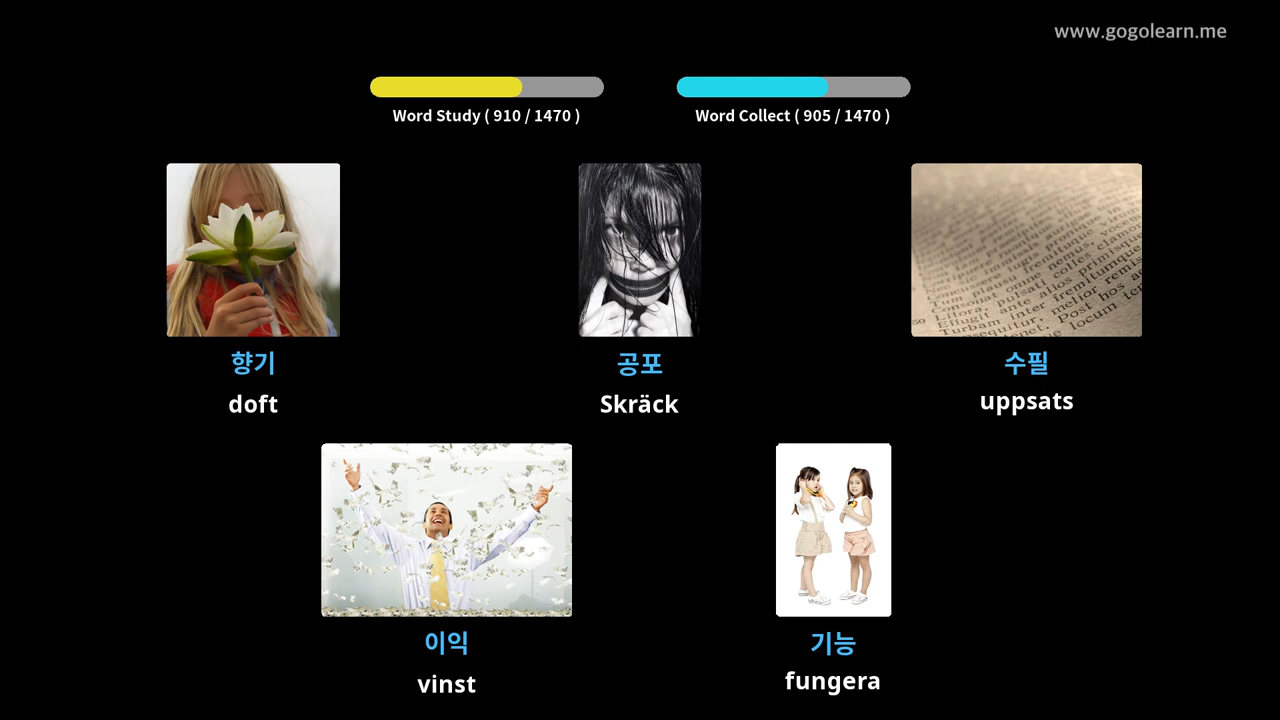 www.gogolearn.me
Word Study ( 910 / 1470 )
Word Collect ( 905 / 1470 )
향기
doft
공포
Skräck
수필
uppsats
이익
vinst
기능
fungera